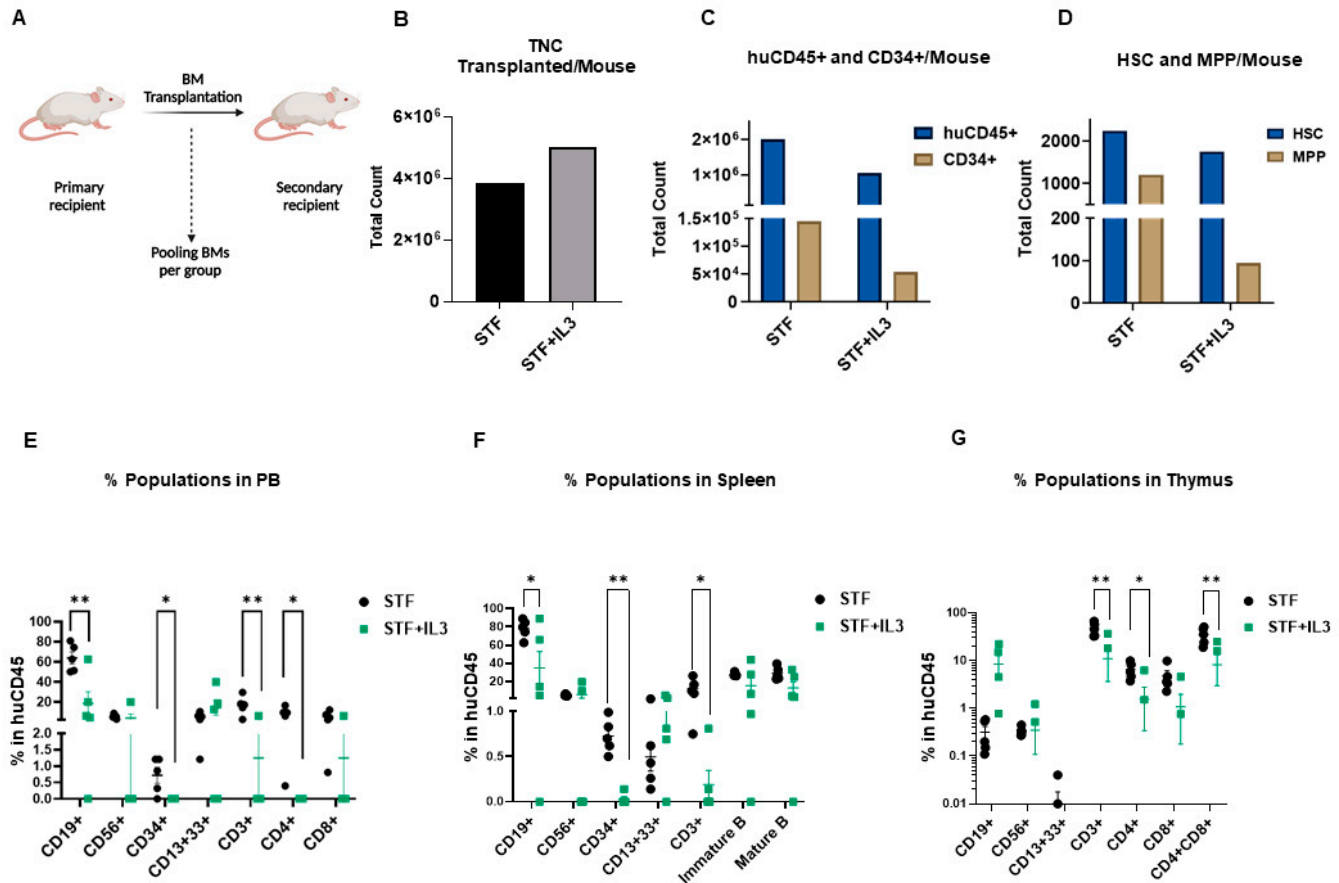 A
BM
Transplantation
Primary
recipient
Secondary
recipient
Pooling BMs
per group
B
TNC
Transplanted/Mouse
Total Count
6×10⁶
4×10⁶
2×10⁶
0
STF
STF+IL3
C
huCD45+ and CD34+/Mouse
Total Count
2×10⁶
1×10⁶
1.5×10⁵
1×10⁵
5×10⁴
0
STF
STF+IL3
huCD45+
CD34+
D
HSC and MPP/Mouse
Total Count
2000
1000
200
100
0
STF
STF+IL3
HSC
MPP
E
% Populations in PB
% in huCD45
100
80
60
40
20
2.0
1.5
1.0
0.5
0.0
**
*
**
*
STF
STF+IL3
CD19+
CD56+
CD34+
CD13+33+
CD3+
CD4+
CD8+
F
% Populations in Spleen
% in huCD45
100
80
60
40
20
1.0
0.5
0.0
*
**
*
STF
STF+IL3
CD19+
CD56+
CD34+
CD13+33+
CD3+
Immature B
Mature B
G
% Populations in Thymus
% in huCD45
100
10
1
0.1
0.01
**
*
**
STF
STF+IL3
CD19+
CD56+
CD13+33+
CD3+
CD4+
CD8+
CD4+CD8+